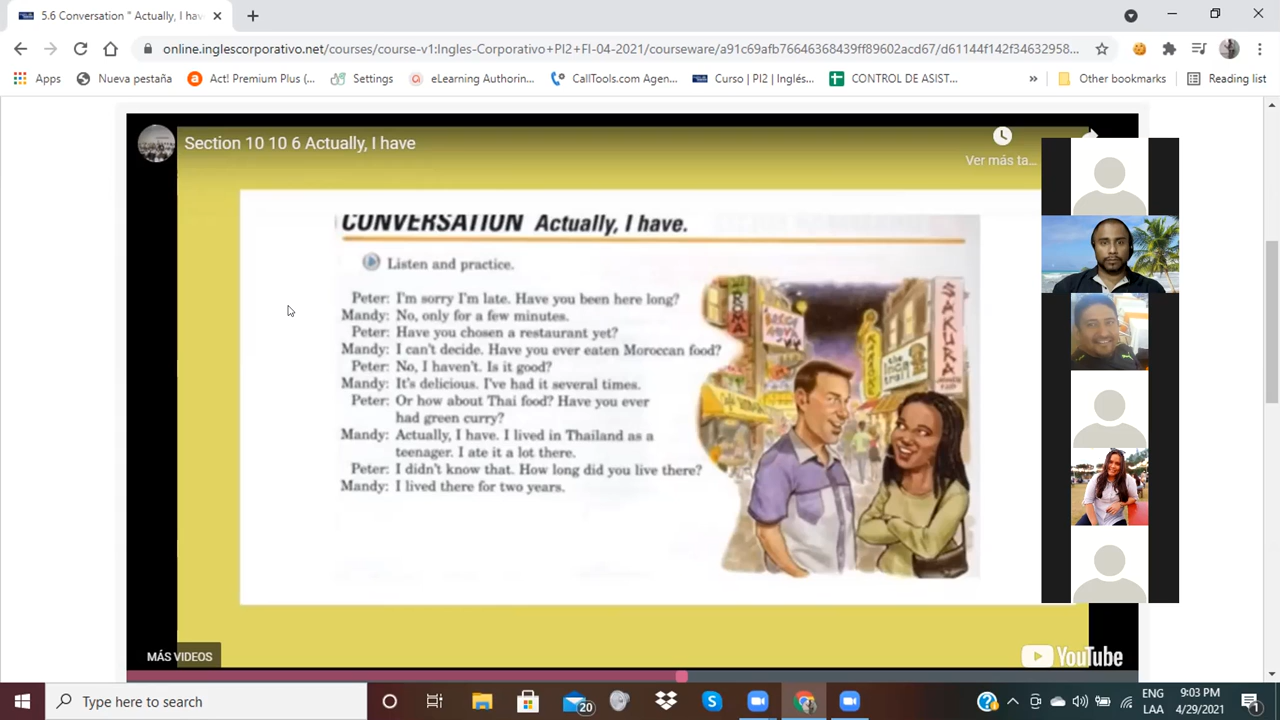 5.6 Conversation " Actually, I hav
online.inglescorporativo.net/courses/course-v1:Ingles-Corporativo+PI2+FI-04-2021/courseware/a91c69afb76646368439ff89602acd67/d61144f142f34632958...
Apps
Nueva pestaña
Act! Premium Plus (...
Settings
eLearning Authorin...
CallTools.com Agen...
Curso | PI2 | Inglés...
CONTROL DE ASIST...
»
Other bookmarks
Reading list
Section 10 10 6 Actually, I have
Ver más ta...
CONVERSATION Actually, I have.
Listen and practice.
Peter: I'm sorry I'm late. Have you been here long?
Mandy: No, only for a few minutes.
Peter: Have you chosen a restaurant yet?
Mandy: I can't decide. Have you ever eaten Moroccan food?
Peter: No, I haven't. Is it good?
Mandy: It's delicious. I've had it several times.
Peter: Or how about Thai food? Have you ever
had green curry?
Mandy: Actually, I have. I lived in Thailand as a
teenager. I ate it a lot there.
Peter: I didn't know that. How long did you live there?
Mandy: I lived there for two years.
ROMA
KARAOKE
the
Inca
trail
SAKURA
MÁS VIDEOS
YouTube
Type here to search
20
ENG
LAA
9:03 PM
4/29/2021
1